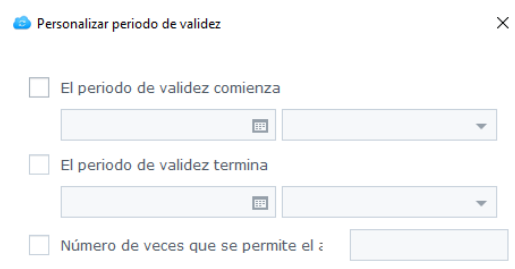 Personalizar periodo de validez
El periodo de validez comienza
El periodo de validez termina
Número de veces que se permite el